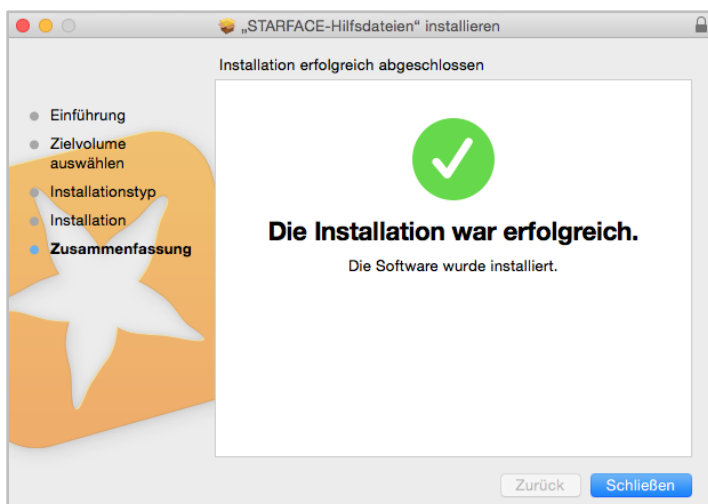 „STARFACE-Hilfsdateien“ installieren
Installation erfolgreich abgeschlossen
Einführung
Zielvolume
auswählen
Installationstyp
Installation
Zusammenfassung
Die Installation war erfolgreich.
Die Software wurde installiert.
Zurück
Schließen